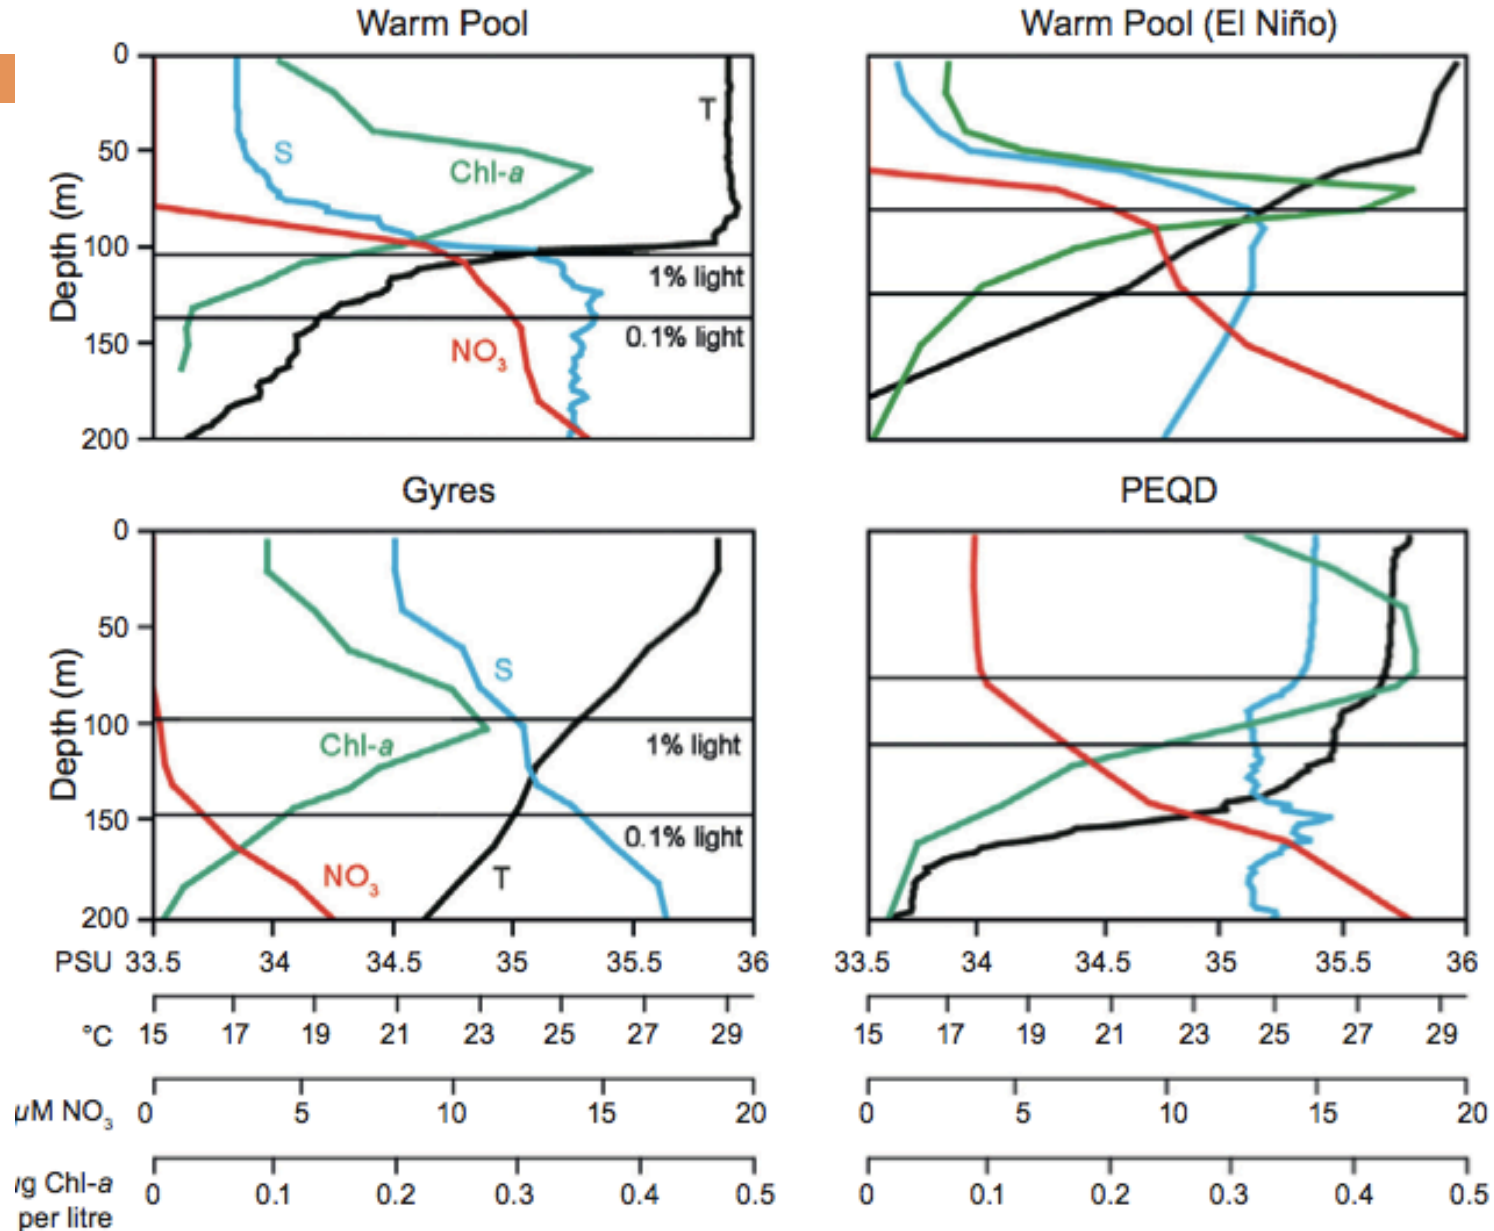 Warm Pool
Warm Pool (El Niño)
0
50
100
150
200
Depth (m)
T
S
Chl-a
1% light
0.1% light
NO3
Gyres
PEQD
0
50
100
150
200
Depth (m)
S
Chl-a
1% light
0.1% light
NO3
T
PSU 33.5 34 34.5 35 35.5 36
33.5 34 34.5 35 35.5 36
°C 15 17 19 21 23 25 27 29
15 17 19 21 23 25 27 29
µM NO3 0 5 10 15 20
0 5 10 15 20
g Chl-a
per litre
0 0.1 0.2 0.3 0.4 0.5
0 0.1 0.2 0.3 0.4 0.5